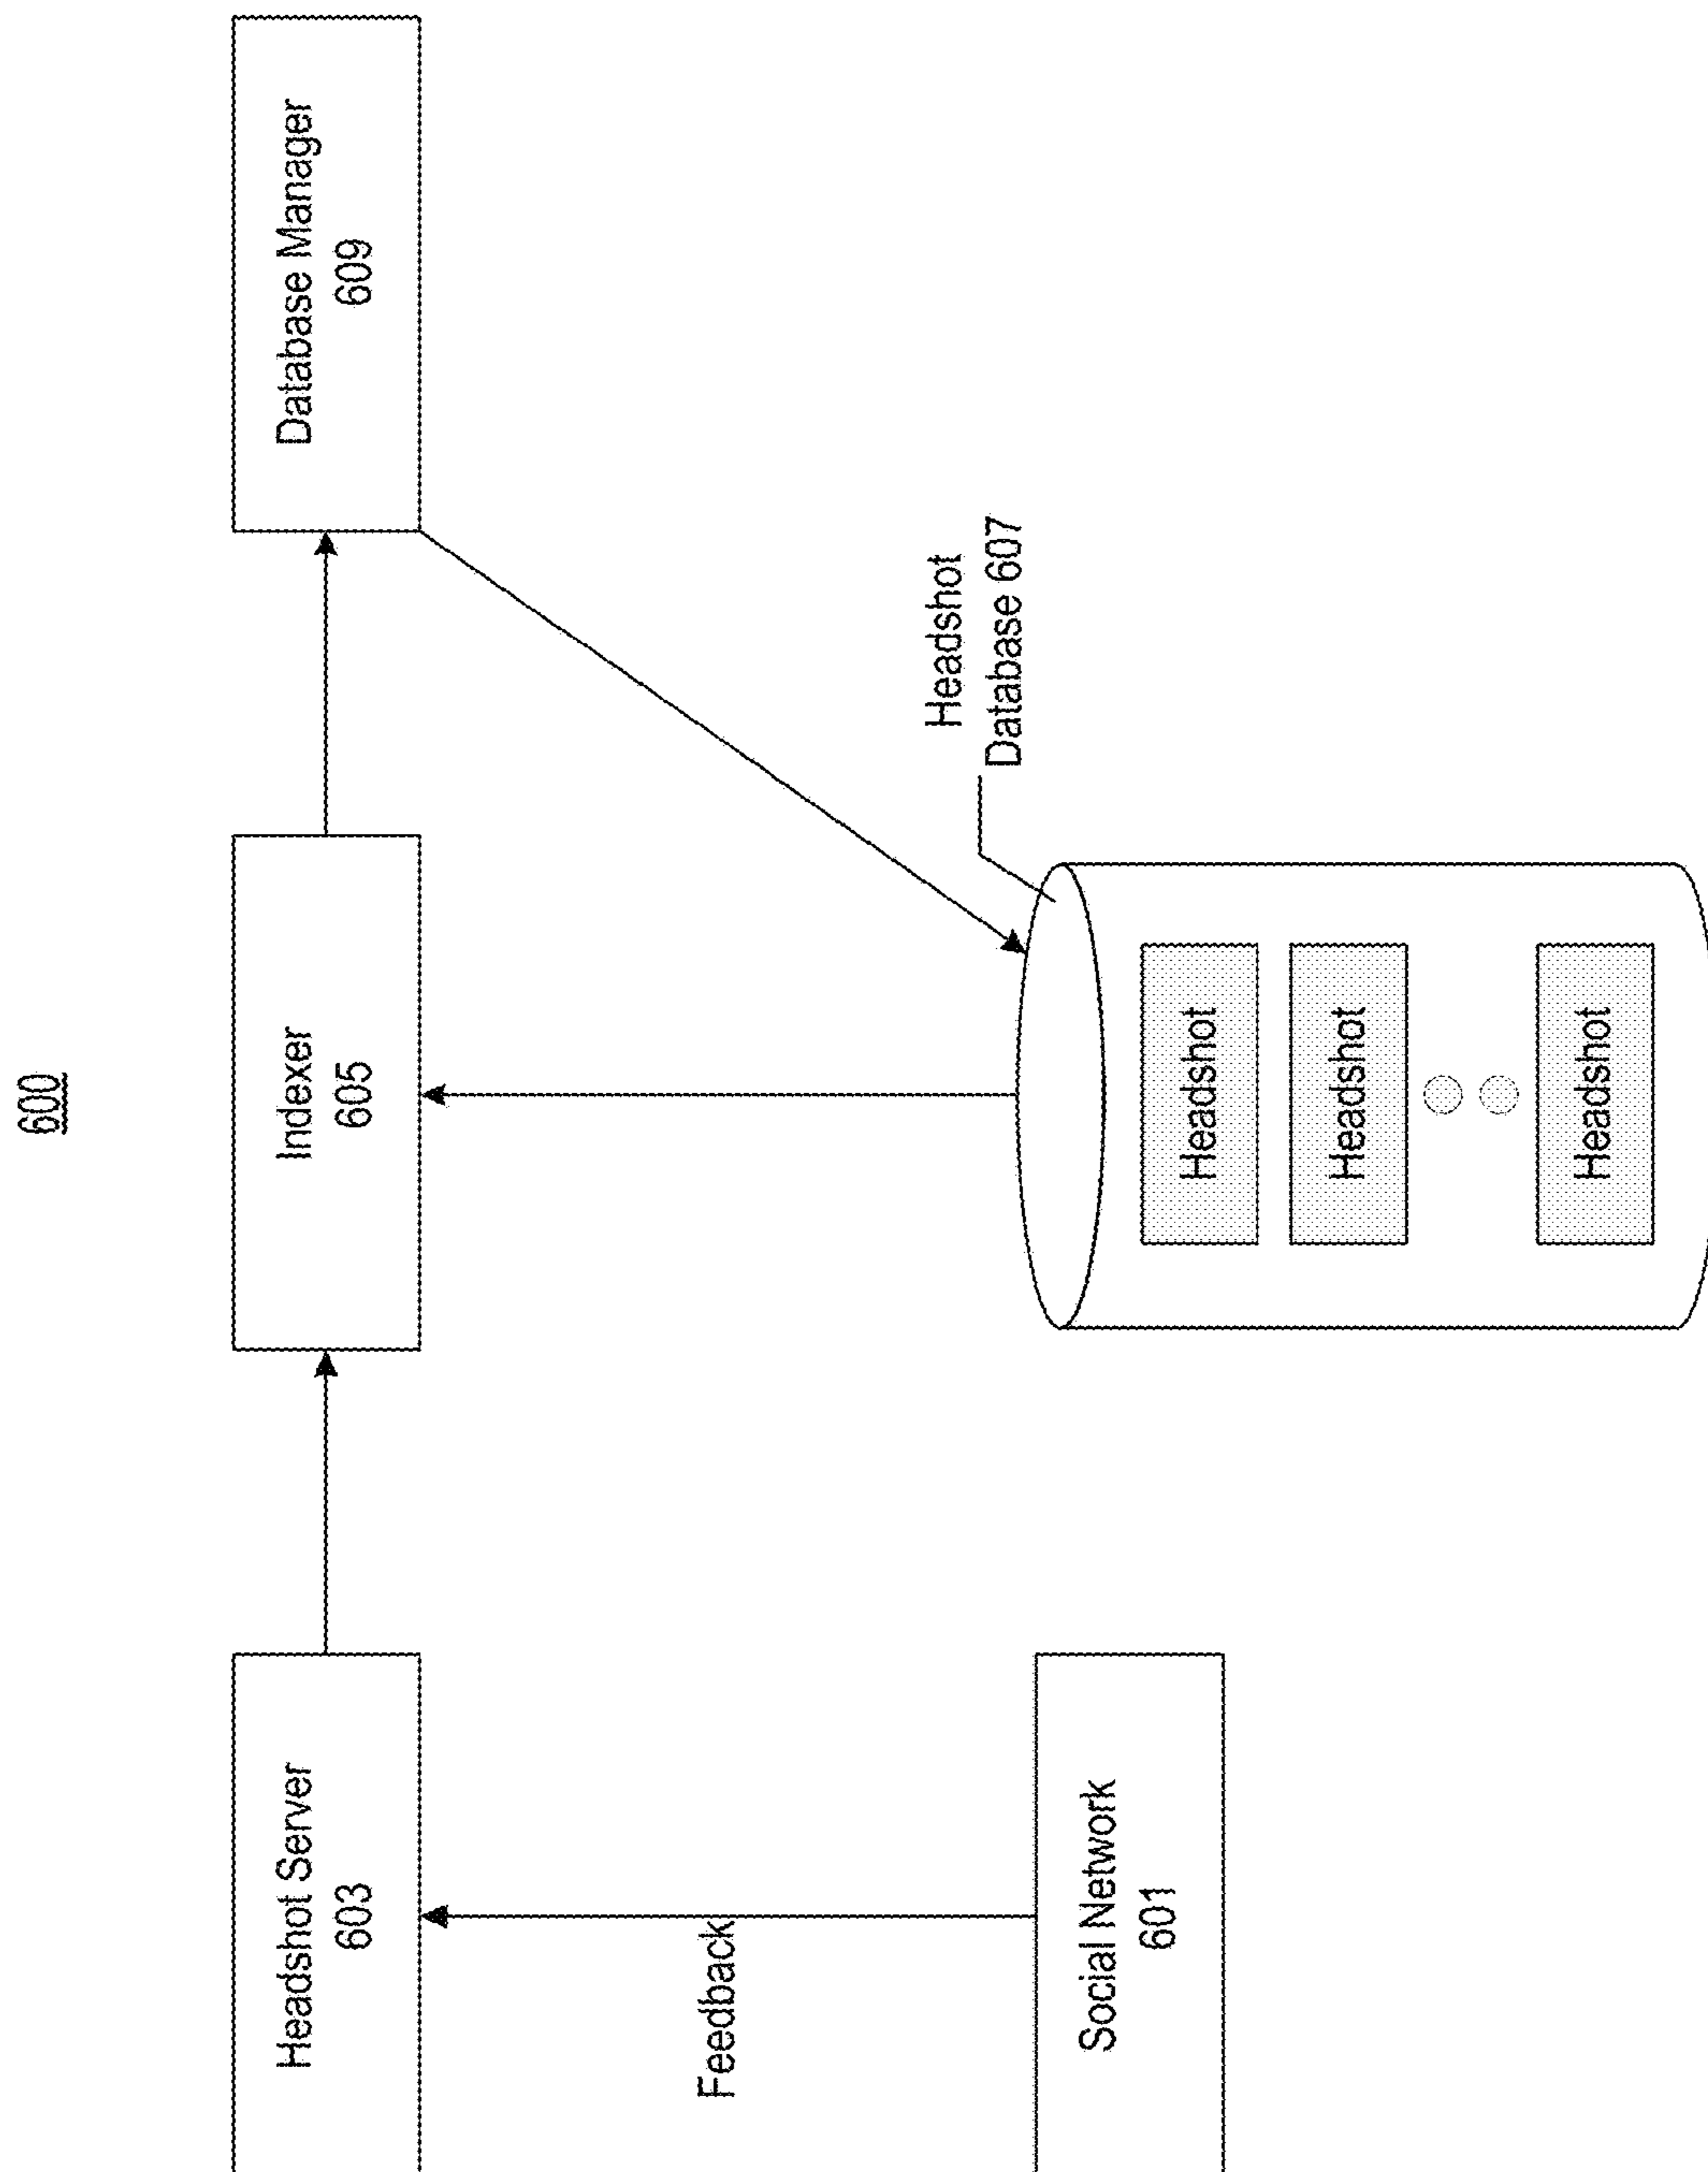 600
Headshot Server
603
Indexer
605
Database Manager
609
Feedback
Headshot
Database 607
Social Network
601
Headshot
Headshot
Headshot